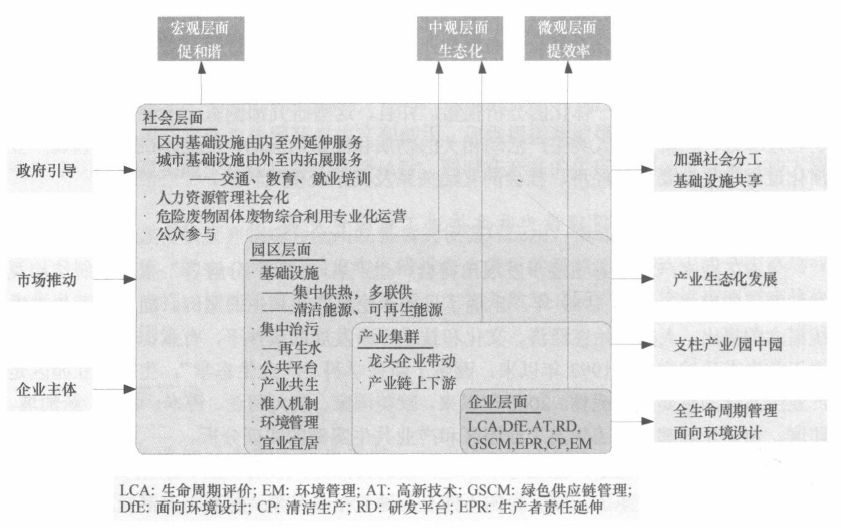 宏观层面
促和谐
中观层面
生态化
微观层面
提效率
社会层面
· 区内基础设施由内至外延伸服务
· 城市基础设施由外至内拓展服务
——交通、教育、就业培训
· 人力资源管理社会化
· 危险废物固体废物综合利用专业化运营
· 公众参与
政府引导
市场推动
企业主体
园区层面
· 基础设施
——集中供热，多联供
——清洁能源、可再生能源
· 集中治污
——再生水
· 公共平台
· 产业共生
· 准入机制
· 环境管理
· 宜业宜居
产业集群
· 龙头企业带动
· 产业链上下游
企业层面
LCA,DfE,AT,RD,
GSCM,EPR,CP,EM
加强社会分工
基础设施共享
产业生态化发展
支柱产业/园中园
全生命周期管理
面向环境设计
LCA: 生命周期评价; EM: 环境管理; AT: 高新技术; GSCM: 绿色供应链管理;
DfE: 面向环境设计; CP: 清洁生产; RD: 研发平台; EPR: 生产者责任延伸